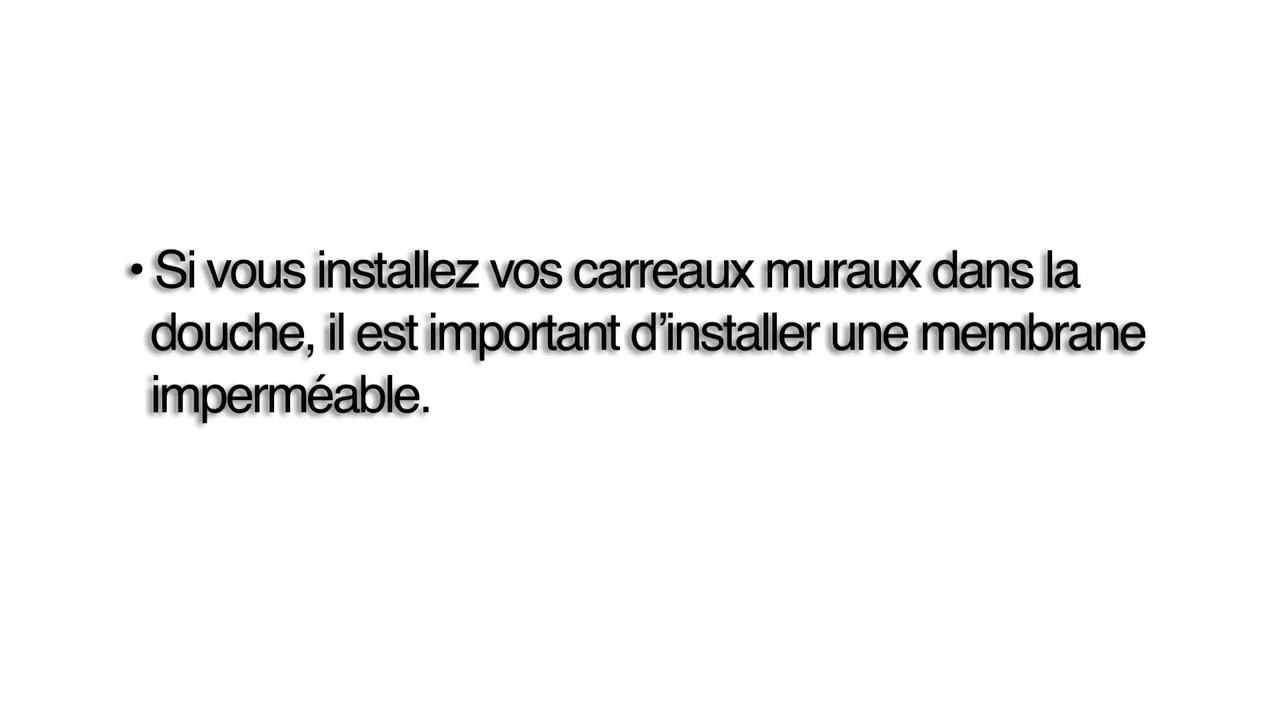 • Si vous installez vos carreaux muraux dans la
douche, il est important d’installer une membrane
imperméable.